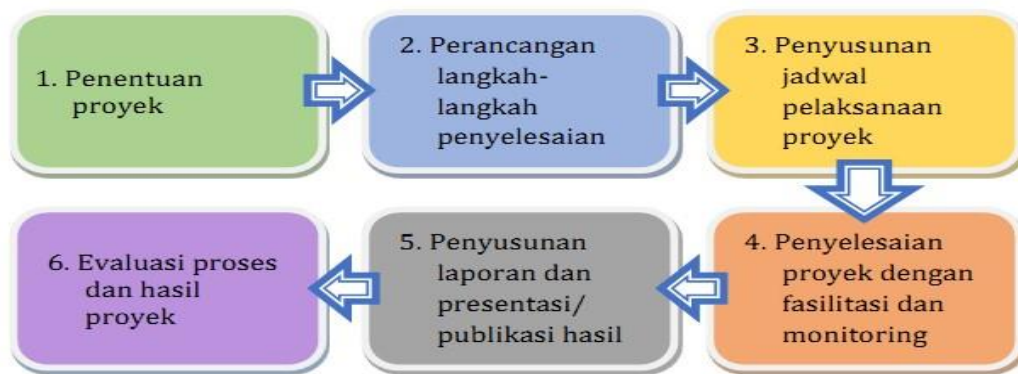 1. Penentuan
proyek
2. Perancangan
langkah-
langkah
penyelesaian
3. Penyusunan
jadwal
pelaksanaan
proyek
4. Penyelesaian
proyek dengan
fasilitasi dan
monitoring
5. Penyusunan
laporan dan
presentasi/
publikasi hasil
6. Evaluasi proses
dan hasil
proyek